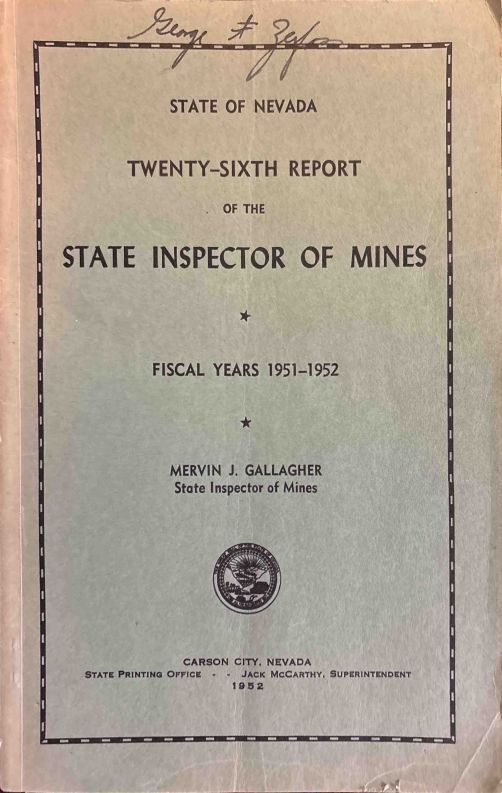 George
STATE OF NEVADA
TWENTY-SIXTH REPORT
OF THE
STATE INSPECTOR OF MINES
FISCAL YEARS 1951–1952
MERVIN J. GALLAGHER
State Inspector of Mines
CARSON CITY, NEVADA
STATE PRINTING OFFICE - - JACK MCCARTHY, SUPERINTENDENT
1952